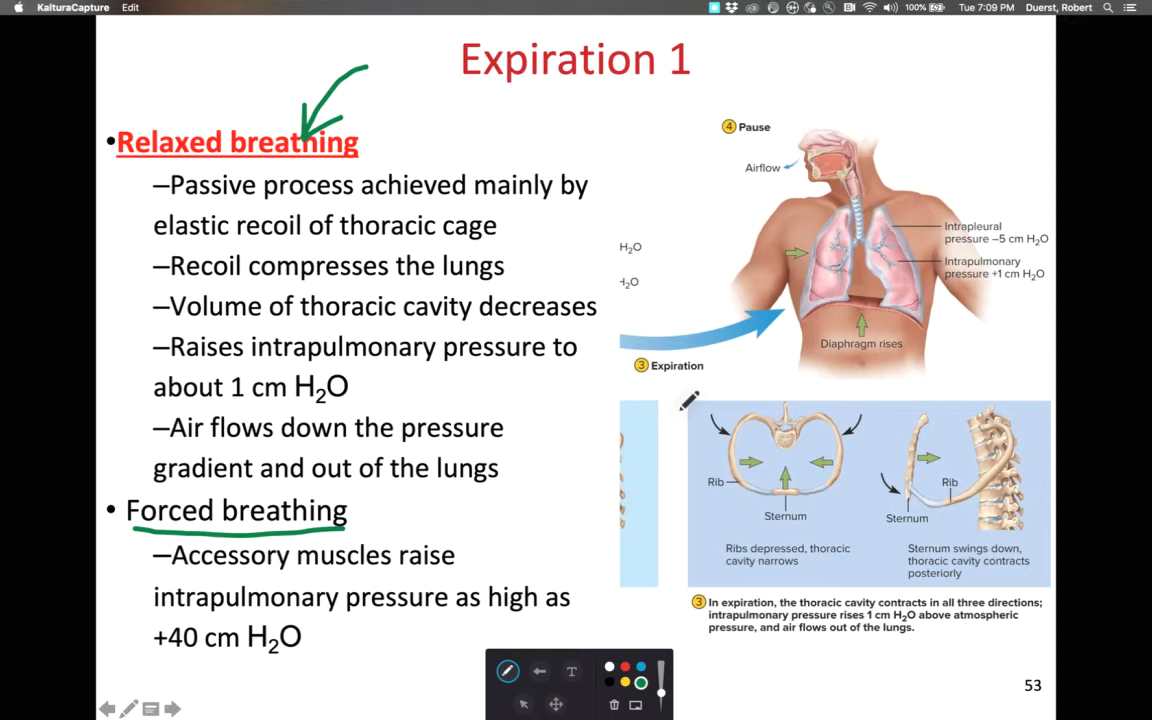 KalturaCapture Edit
100% Tue 7:09 PM Duerst, Robert
Expiration 1
•Relaxed breathing
–Passive process achieved mainly by
elastic recoil of thoracic cage
–Recoil compresses the lungs
–Volume of thoracic cavity decreases
–Raises intrapulmonary pressure to
about 1 cm H₂O
–Air flows down the pressure
gradient and out of the lungs
• Forced breathing
–Accessory muscles raise
intrapulmonary pressure as high as
+40 cm H₂O
4 Pause
Airflow
Intrapleural
pressure –5 cm H₂O
Intrapulmonary
pressure +1 cm H₂O
H₂O
H₂O
Diaphragm rises
3 Expiration
Rib
Sternum
Ribs depressed, thoracic
cavity narrows
Rib
Sternum
Sternum swings down,
thoracic cavity contracts
posteriorly
3 In expiration, the thoracic cavity contracts in all three directions;
intrapulmonary pressure rises 1 cm H₂O above atmospheric
pressure, and air flows out of the lungs.
T
53